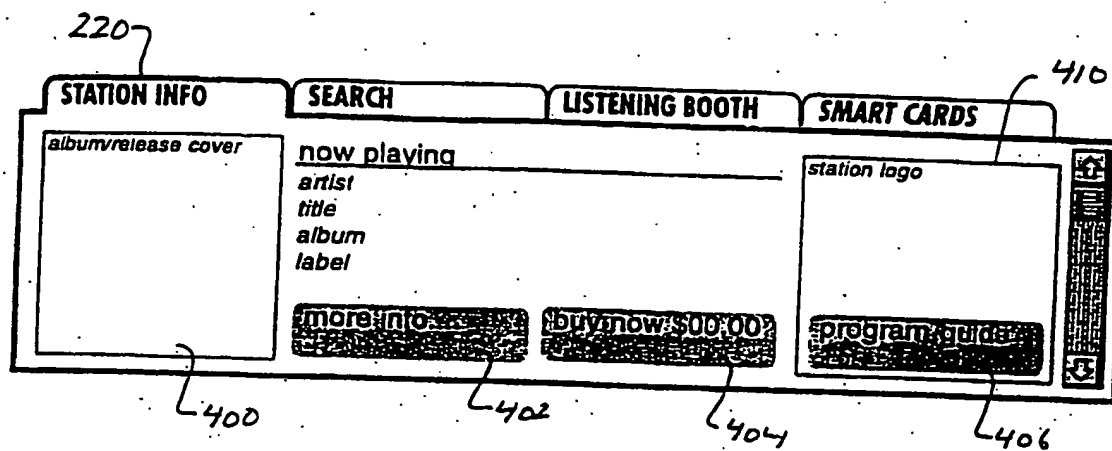 220
410
STATION INFO
SEARCH
LISTENING BOOTH
SMART CARDS
album/release cover
now playing
artist
title
album
label
station logo
more info
buy now $00.00
program guide
400
402
404
406